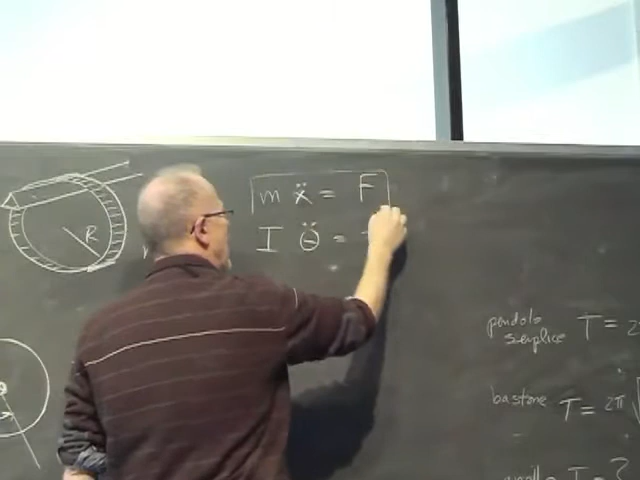 R
m ẍ = F
I Θ̈ =
pendolo
semplice T = 2
bastone T = 2π √
T = ?